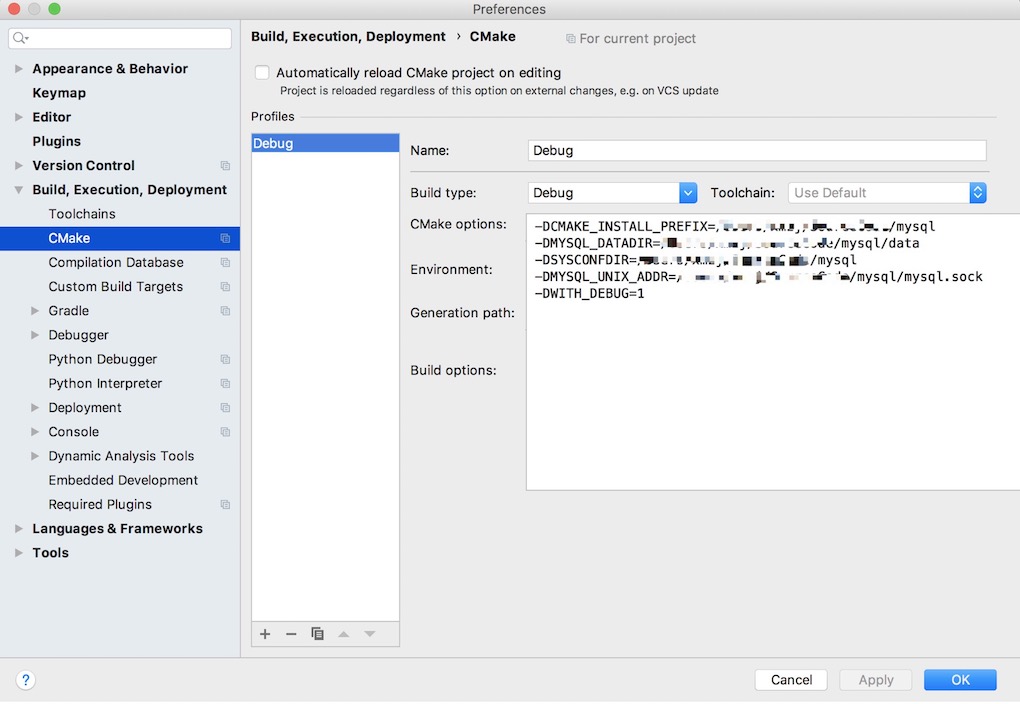 Preferences
Appearance & Behavior
Keymap
Editor
Plugins
Version Control
Build, Execution, Deployment
Toolchains
CMake
Compilation Database
Custom Build Targets
Gradle
Debugger
Python Debugger
Python Interpreter
Deployment
Console
Dynamic Analysis Tools
Embedded Development
Required Plugins
Languages & Frameworks
Tools
Build, Execution, Deployment › CMake
For current project
Automatically reload CMake project on editing
Project is reloaded regardless of this option on external changes, e.g. on VCS update
Profiles
Debug
Name: Debug
Build type: Debug Toolchain: Use Default
CMake options:
-DCMAKE_INSTALL_PREFIX=/mysql
-DMYSQL_DATADIR=/mysql/data
-DSYSCONFDIR=/mysql
-DMYSQL_UNIX_ADDR=/mysql/mysql.sock
-DWITH_DEBUG=1
Environment:
Generation path:
Build options:
? Cancel Apply OK